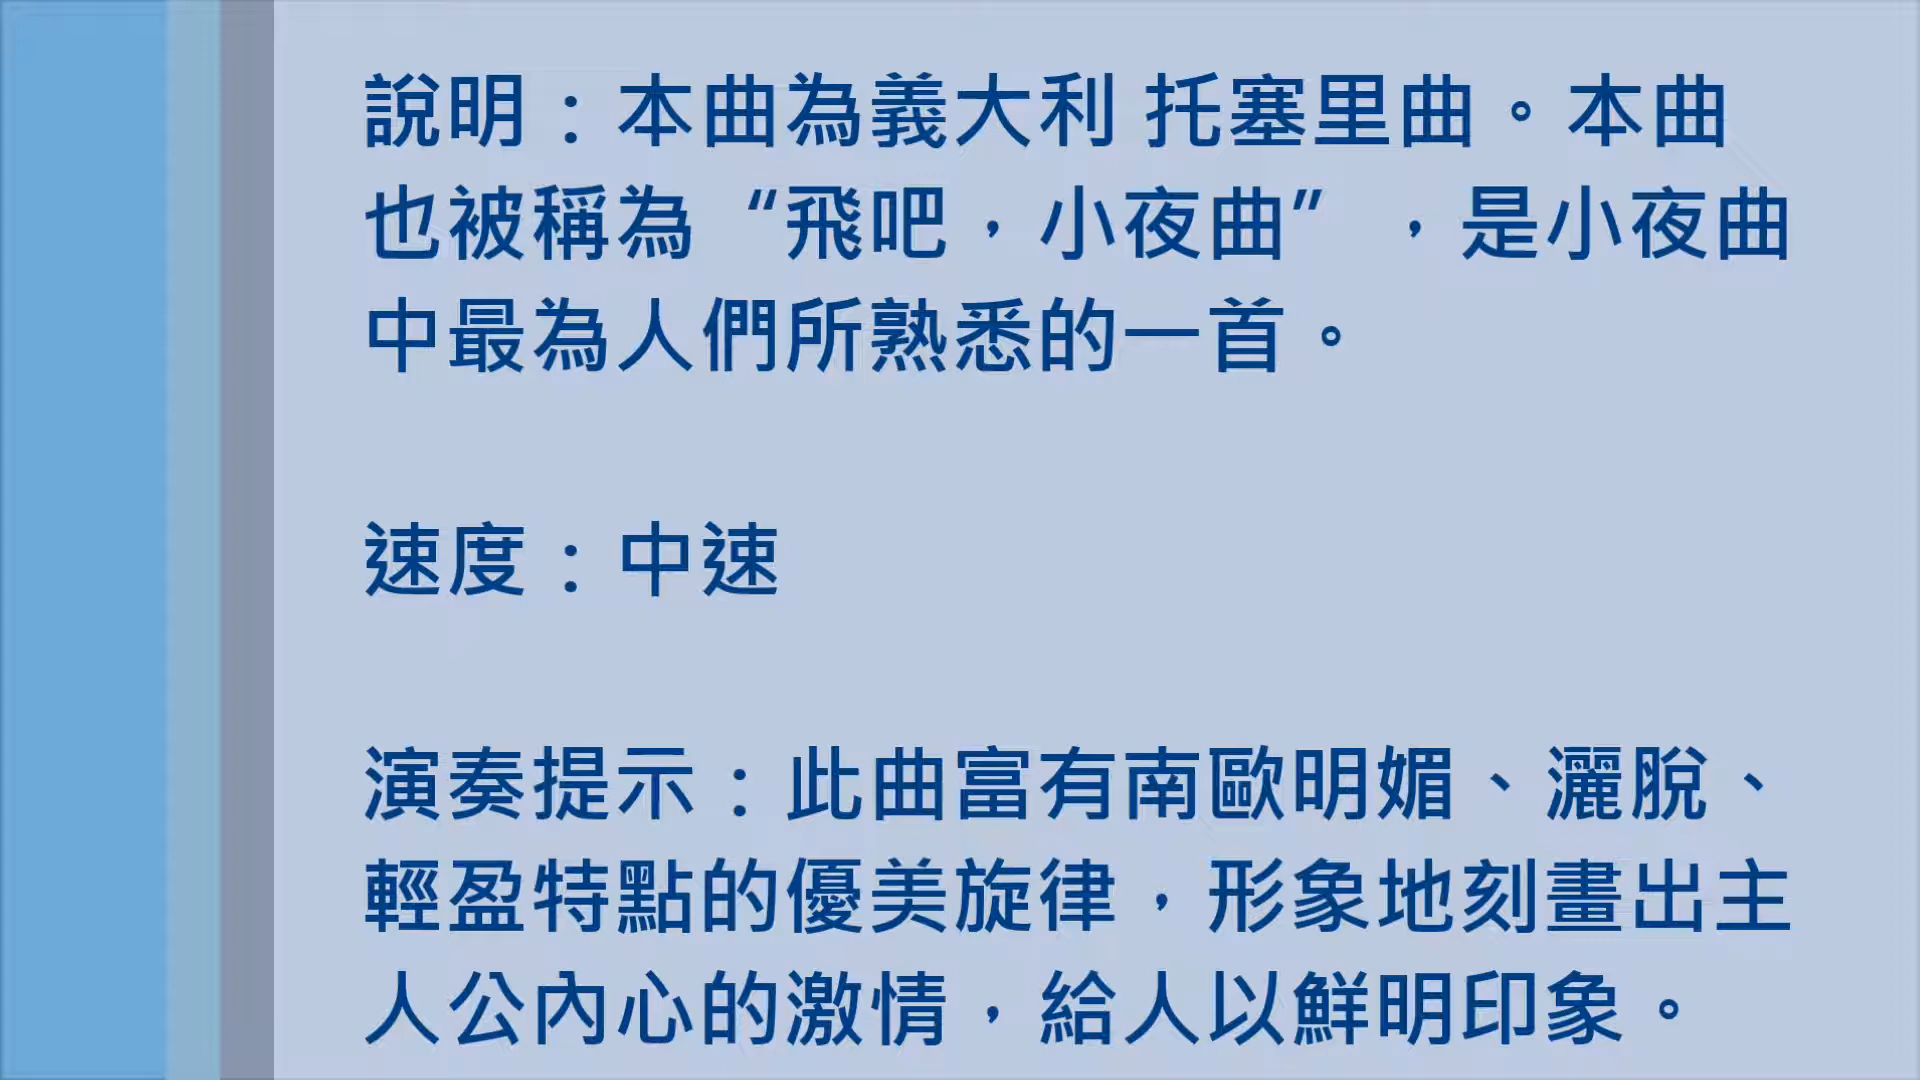 說明：本曲為義大利 托塞里曲。本曲
也被稱為“飛吧，小夜曲”，是小夜曲
中最為人們所熟悉的一首。
速度：中速
演奏提示：此曲富有南歐明媚、灑脫、
輕盈特點的優美旋律，形象地刻畫出主
人公內心的激情，給人以鮮明印象。